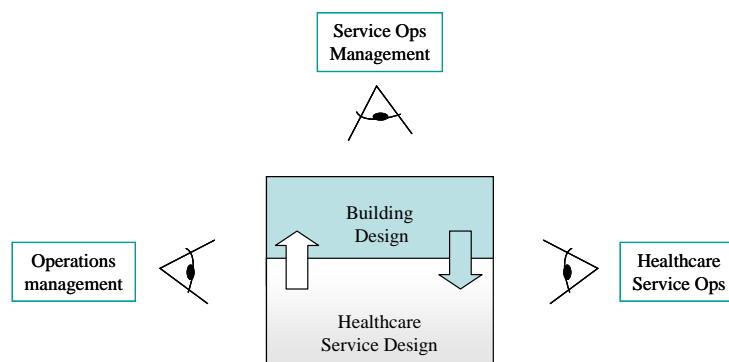 Service Ops
Management
Building
Design
Operations
management
Healthcare
Service Ops
Healthcare
Service Design